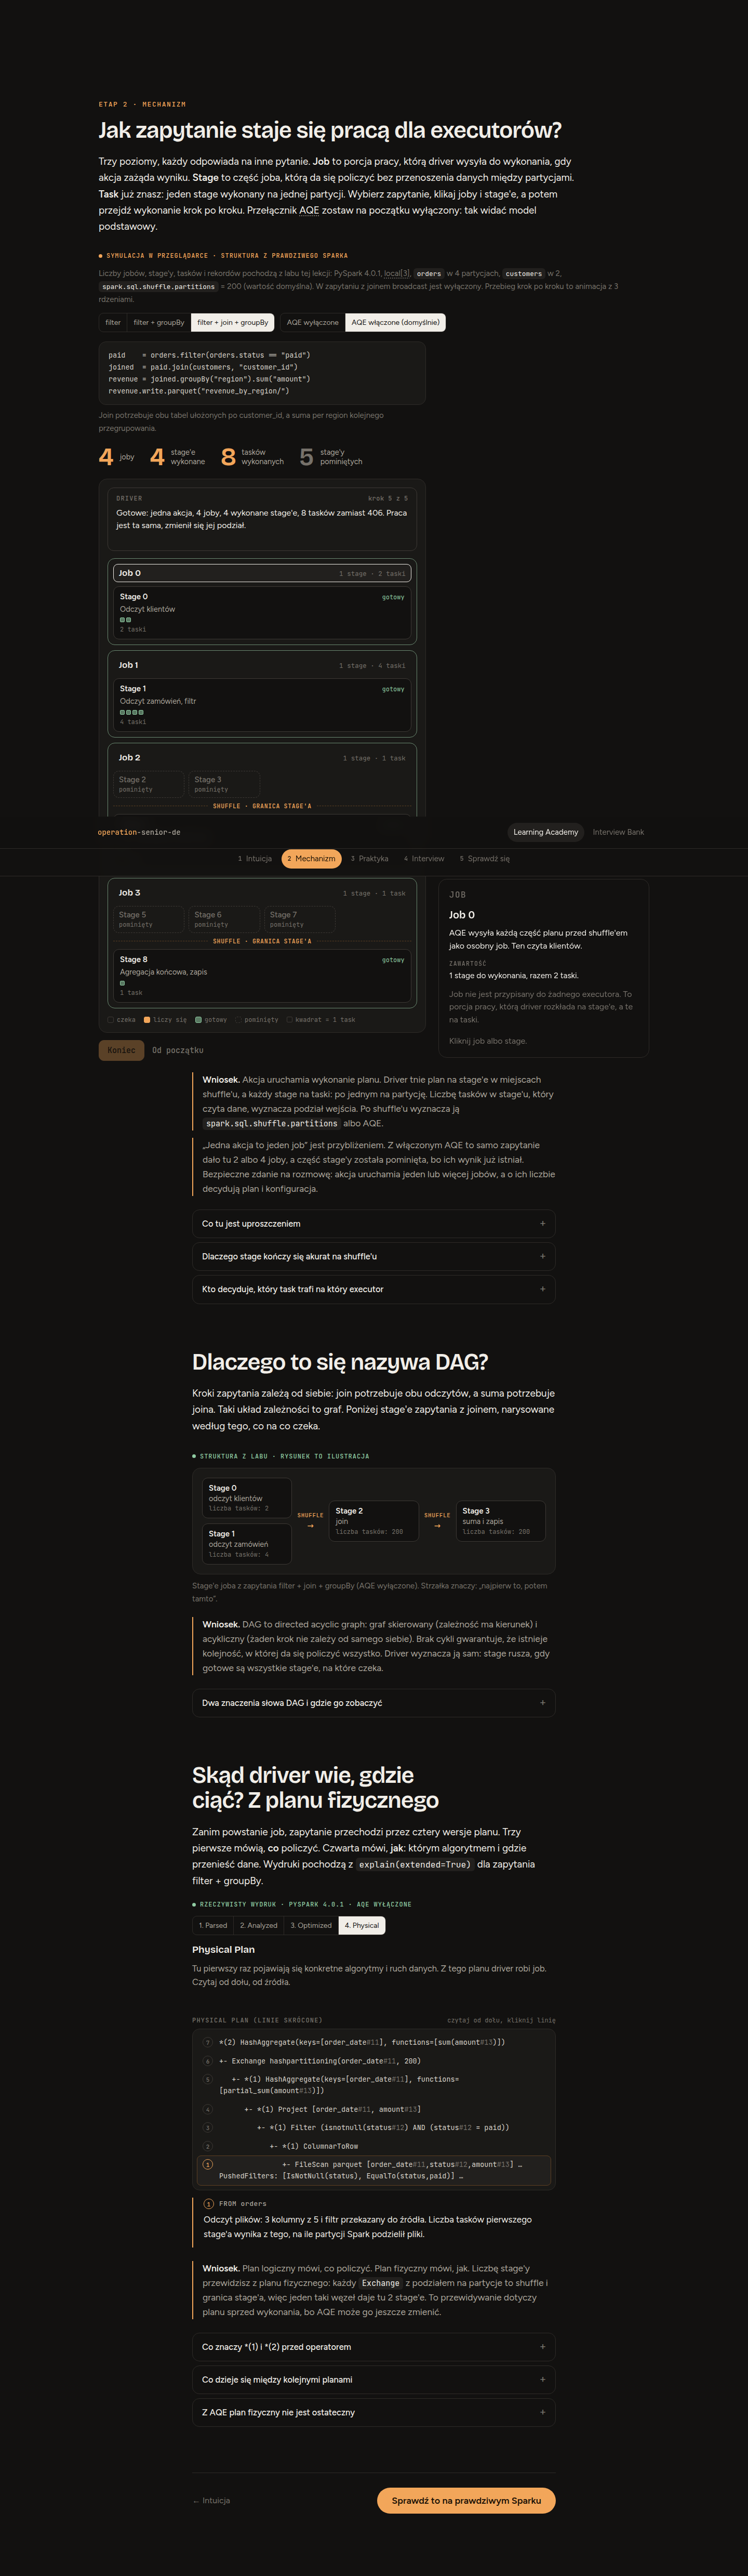 ETAP 2 · MECHANIZM
Jak zapytanie staje się pracą dla executorów?
Trzy poziomy, każdy odpowiada na inne pytanie. Job to porcja pracy, którą driver wysyła do wykonania, gdy
akcja zażąda wyniku. Stage to część joba, którą da się policzyć bez przenoszenia danych między partycjami.
Task już znasz: jeden stage wykonany na jednej partycji. Wybierz zapytanie, klikaj joby i stage'e, a potem
przejdź wykonanie krok po kroku. Przełącznik AQE zostaw na początku wyłączony: tak widać model
podstawowy.
SYMULACJA W PRZEGLĄDARCE · STRUKTURA Z PRAWDZIWEGO SPARKA
Liczby jobów, stage'y, tasków i rekordów pochodzą z labu tej lekcji: PySpark 4.0.1, local[3], orders w 4 partycjach, customers w 2,
spark.sql.shuffle.partitions = 200 (wartość domyślna). W zapytaniu z joinem broadcast jest wyłączony. Przebieg krok po kroku to animacja z 3
rdzeniami.
filter filter + groupBy filter + join + groupBy AQE wyłączone AQE włączone (domyślnie)
paid = orders.filter(orders.status == "paid")
joined = paid.join(customers, "customer_id")
revenue = joined.groupBy("region").sum("amount")
revenue.write.parquet("revenue_by_region/")
Join potrzebuje obu tabel ułożonych po customer_id, a suma per region kolejnego
przegrupowania.
4 joby 4 stage'e wykonane 8 tasków wykonanych 5 stage'y pominiętych
DRIVER krok 5 z 5
Gotowe: jedna akcja, 4 joby, 4 wykonane stage'e, 8 tasków zamiast 406. Praca
jest ta sama, zmienił się jej podział.
Job 0 1 stage · 2 taski
Stage 0 gotowy
Odczyt klientów
2 taski
Job 1 1 stage · 4 taski
Stage 1 gotowy
Odczyt zamówień, filtr
4 taski
Job 2 1 stage · 1 task
Stage 2 Stage 3
pominięty pominięty
SHUFFLE · GRANICA STAGE'A
operation-senior-de Learning Academy Interview Bank
1 Intuicja 2 Mechanizm 3 Praktyka 4 Interview 5 Sprawdź się
Job 3 1 stage · 1 task
Stage 5 Stage 6 Stage 7
pominięty pominięty pominięty
SHUFFLE · GRANICA STAGE'A
Stage 8 gotowy
Agregacja końcowa, zapis
1 task
czeka liczy się gotowy pominięty kwadrat = 1 task
Koniec Od początku
JOB
Job 0
AQE wysyła każdą część planu przed shuffle'em
jako osobny job. Ten czyta klientów.
ZAWARTOŚĆ
1 stage do wykonania, razem 2 taski.
Job nie jest przypisany do żadnego executora. To
porcja pracy, którą driver rozkłada na stage'e, a te
na taski.
Kliknij job albo stage.
Wniosek. Akcja uruchamia wykonanie planu. Driver tnie plan na stage'e w miejscach
shuffle'u, a każdy stage na taski: po jednym na partycję. Liczbę tasków w stage'u, który
czyta dane, wyznacza podział wejścia. Po shuffle'u wyznacza ją
spark.sql.shuffle.partitions albo AQE.
„Jedna akcja to jeden job” jest przybliżeniem. Z włączonym AQE to samo zapytanie
dało tu 2 albo 4 joby, a część stage'y została pominięta, bo ich wynik już istniał.
Bezpieczne zdanie na rozmowę: akcja uruchamia jeden lub więcej jobów, a o ich liczbie
decydują plan i konfiguracja.
Co tu jest uproszczeniem +
Dlaczego stage kończy się akurat na shuffle'u +
Kto decyduje, który task trafi na który executor +
Dlaczego to się nazywa DAG?
Kroki zapytania zależą od siebie: join potrzebuje obu odczytów, a suma potrzebuje
joina. Taki układ zależności to graf. Poniżej stage'e zapytania z joinem, narysowane
według tego, co na co czeka.
STRUKTURA Z LABU · RYSUNEK TO ILUSTRACJA
Stage 0
odczyt klientów
liczba tasków: 2
Stage 1
odczyt zamówień
liczba tasków: 4
SHUFFLE
→
Stage 2
join
liczba tasków: 200
SHUFFLE
→
Stage 3
suma i zapis
liczba tasków: 200
Stage'e joba z zapytania filter + join + groupBy (AQE wyłączone). Strzałka znaczy: „najpierw to, potem
tamto”.
Wniosek. DAG to directed acyclic graph: graf skierowany (zależność ma kierunek) i
acykliczny (żaden krok nie zależy od samego siebie). Brak cykli gwarantuje, że istnieje
kolejność, w której da się policzyć wszystko. Driver wyznacza ją sam: stage rusza, gdy
gotowe są wszystkie stage'e, na które czeka.
Dwa znaczenia słowa DAG i gdzie go zobaczyć +
Skąd driver wie, gdzie
ciąć? Z planu fizycznego
Zanim powstanie job, zapytanie przechodzi przez cztery wersje planu. Trzy
pierwsze mówią, co policzyć. Czwarta mówi, jak: którym algorytmem i gdzie
przenieść dane. Wydruki pochodzą z explain(extended=True) dla zapytania
filter + groupBy.
RZECZYWISTY WYDRUK · PYSPARK 4.0.1 · AQE WYŁĄCZONE
1. Parsed 2. Analyzed 3. Optimized 4. Physical
Physical Plan
Tu pierwszy raz pojawiają się konkretne algorytmy i ruch danych. Z tego planu driver robi job.
Czytaj od dołu, od źródła.
PHYSICAL PLAN (LINIE SKRÓCONE) czytaj od dołu, kliknij linię
7 *(2) HashAggregate(keys=[order_date#11], functions=[sum(amount#13)])
6 +- Exchange hashpartitioning(order_date#11, 200)
5 +- *(1) HashAggregate(keys=[order_date#11], functions=
[partial_sum(amount#13)])
4 +- *(1) Project [order_date#11, amount#13]
3 +- *(1) Filter (isnotnull(status#12) AND (status#12 = paid))
2 +- *(1) ColumnarToRow
1 +- FileScan parquet [order_date#11,status#12,amount#13] …
PushedFilters: [IsNotNull(status), EqualTo(status,paid)] …
1 FROM orders
Odczyt plików: 3 kolumny z 5 i filtr przekazany do źródła. Liczba tasków pierwszego
stage'a wynika z tego, na ile partycji Spark podzielił pliki.
Wniosek. Plan logiczny mówi, co policzyć. Plan fizyczny mówi, jak. Liczbę stage'y
przewidzisz z planu fizycznego: każdy Exchange z podziałem na partycje to shuffle i
granica stage'a, więc jeden taki węzeł daje tu 2 stage'e. To przewidywanie dotyczy
planu sprzed wykonania, bo AQE może go jeszcze zmienić.
Co znaczy *(1) i *(2) przed operatorem +
Co dzieje się między kolejnymi planami +
Z AQE plan fizyczny nie jest ostateczny +
← Intuicja Sprawdź to na prawdziwym Sparku